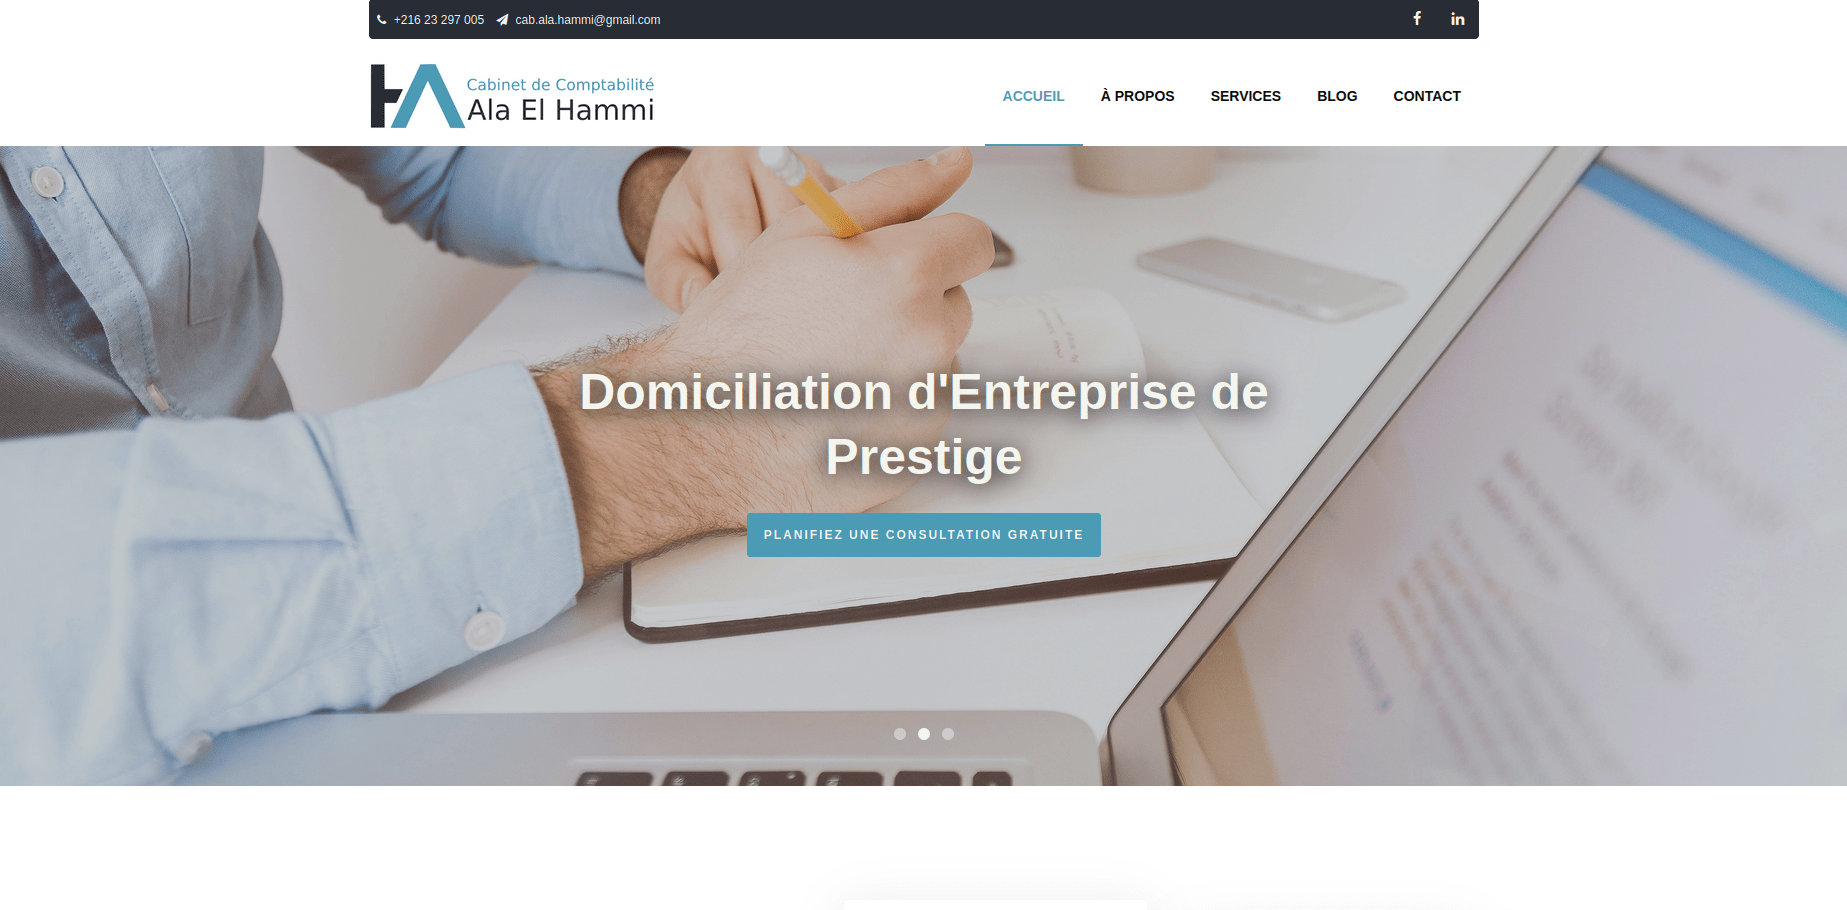 +216 23 297 005 cab.ala.hammi@gmail.com
Cabinet de Comptabilité
Ala El Hammi
ACCUEIL À PROPOS SERVICES BLOG CONTACT
Domiciliation d'Entreprise de
Prestige
PLANIFIEZ UNE CONSULTATION GRATUITE